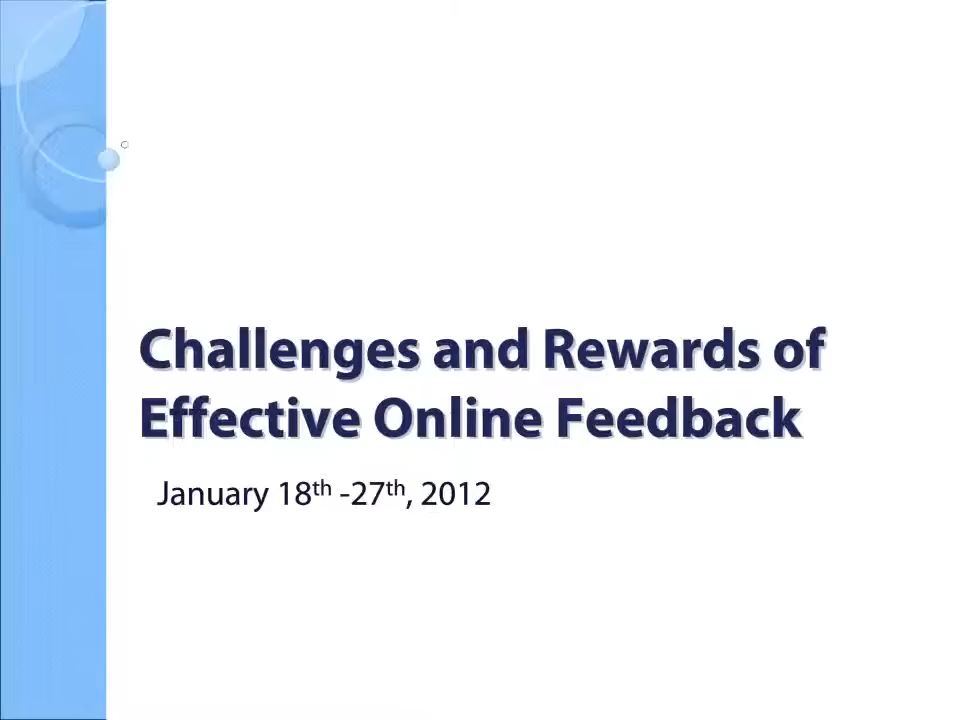 Challenges and Rewards of
Effective Online Feedback
January 18th -27th, 2012